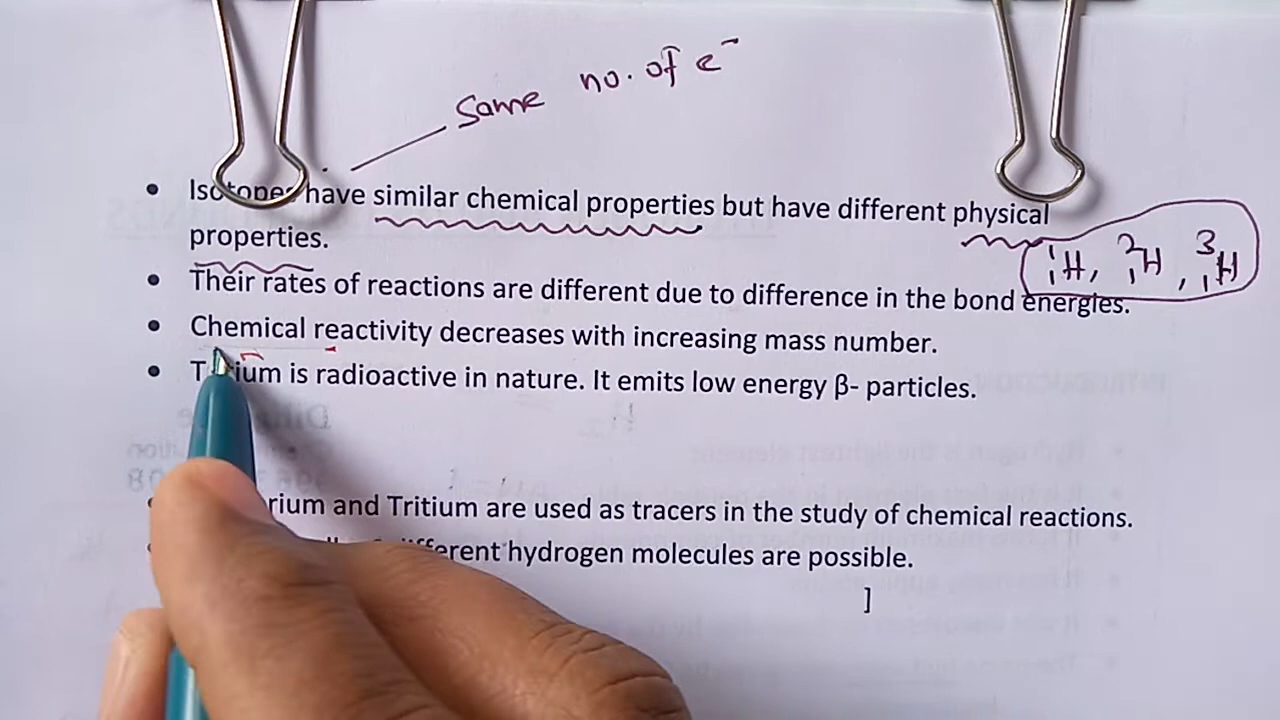 Same no. of e⁻
Isotopes have similar chemical properties but have different physical
properties.
¹₁H, ²₁H, ³₁H
Their rates of reactions are different due to difference in the bond energies.
Chemical reactivity decreases with increasing mass number.
is radioactive in nature. It emits low energy β- particles.
and Tritium are used as tracers in the study of chemical reactions.
hydrogen molecules are possible.
]